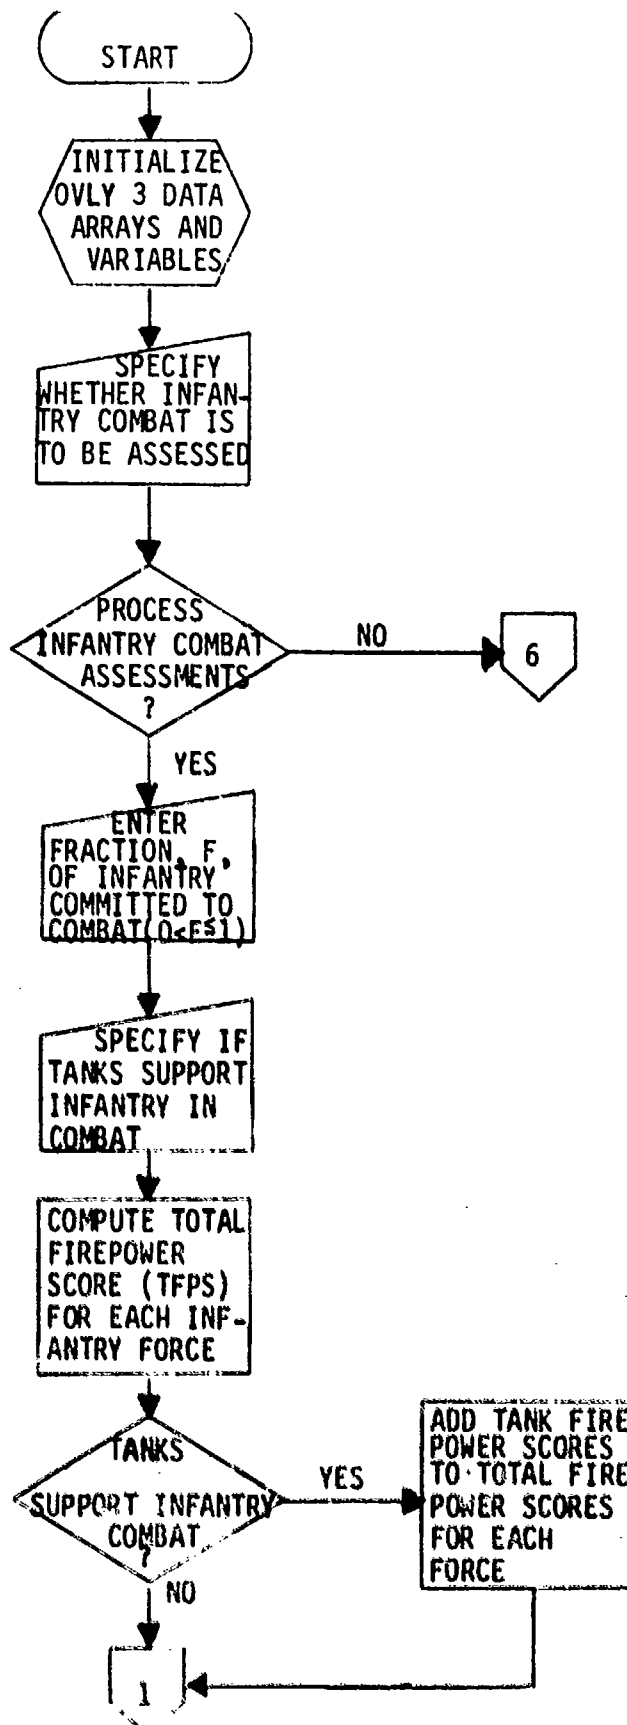 START
INITIALIZE
OVLY 3 DATA
ARRAYS AND
VARIABLES
SPECIFY
WHETHER INFAN-
TRY COMBAT IS
TO BE ASSESSED
PROCESS
INFANTRY COMBAT
ASSESSMENTS
?
NO
6
YES
ENTER
FRACTION, F,
OF INFANTRY
COMMITTED TO
COMBAT(0<F≤1)
SPECIFY IF
TANKS SUPPORT
INFANTRY IN
COMBAT
COMPUTE TOTAL
FIREPOWER
SCORE (TFPS)
FOR EACH INF-
ANTRY FORCE
TANKS
SUPPORT INFANTRY
COMBAT
?
YES
ADD TANK FIRE
POWER SCORES
TO TOTAL FIRE
POWER SCORES
FOR EACH
FORCE
NO
1